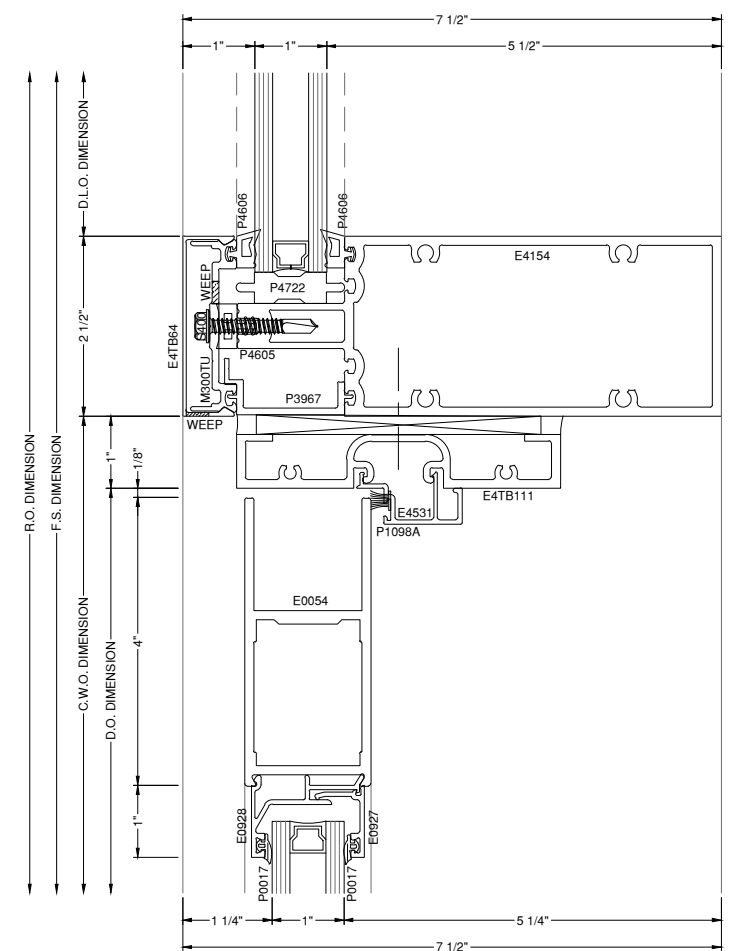 7 1/2"
1"
1"
5 1/2"
R.O. DIMENSION
F.S. DIMENSION
D.L.O. DIMENSION
2 1/2"
C.W.O. DIMENSION
D.O. DIMENSION
1"
1/8"
4"
1"
P4606
P4606
E4154
WEEP
P4722
S400
E4TB64
P4605
M300TU
P3967
WEEP
E4TB111
E4531
P1098A
E0054
E0928
E0927
P0017
P0017
1 1/4"
1"
5 1/4"
7 1/2"